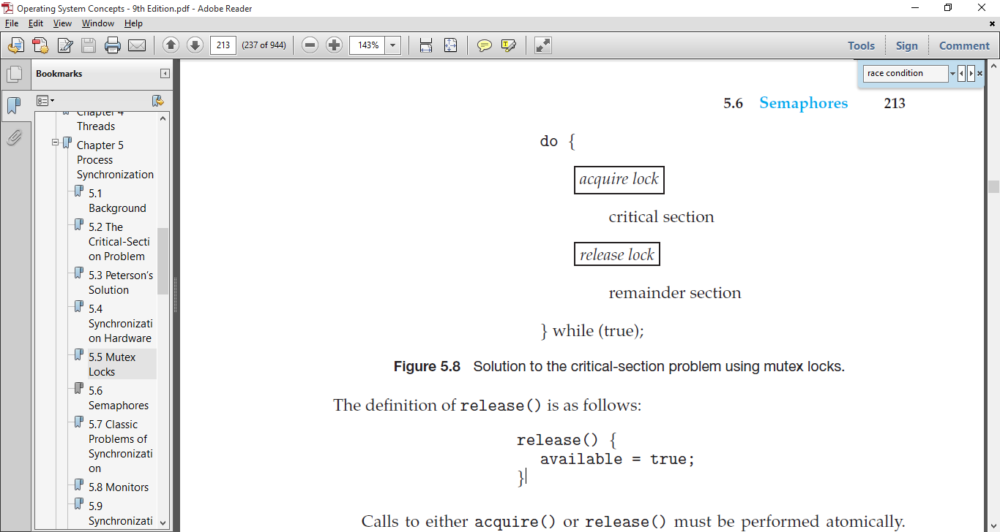 Operating System Concepts - 9th Edition.pdf - Adobe Reader
File Edit View Window Help
213 (237 of 944) 143% Tools Sign Comment
Bookmarks
race condition
Chapter 4
Threads
Chapter 5
Process
Synchronization
5.1
Background
5.2 The
Critical-Secti
on Problem
5.3 Peterson's
Solution
5.4
Synchronizati
on Hardware
5.5 Mutex
Locks
5.6
Semaphores
5.7 Classic
Problems of
Synchronizati
on
5.8 Monitors
5.9
Synchronizati
5.6 Semaphores 213
do {
acquire lock
critical section
release lock
remainder section
} while (true);
Figure 5.8 Solution to the critical-section problem using mutex locks.
The definition of release() is as follows:
release() {
available = true;
}
Calls to either acquire() or release() must be performed atomically.